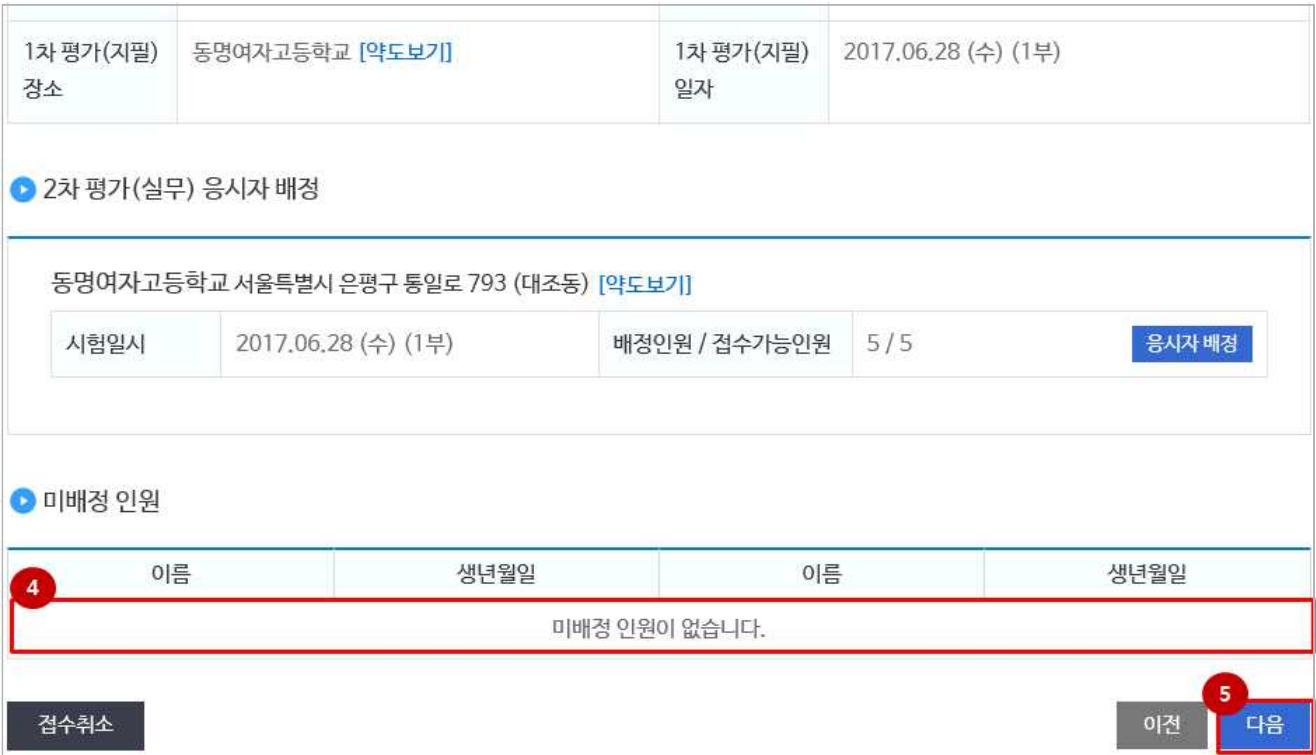 1차 평가(지필) 장소 동명여자고등학교 [약도보기] 1차 평가(지필) 일자 2017.06.28 (수) (1부)
2차 평가(실무) 응시자 배정
동명여자고등학교 서울특별시 은평구 통일로 793 (대조동) [약도보기]
시험일시 2017.06.28 (수) (1부) 배정인원 / 접수가능인원 5 / 5 응시자 배정
미배정 인원
이름 생년월일 이름 생년월일
4
미배정 인원이 없습니다.
5
접수취소 이전 다음